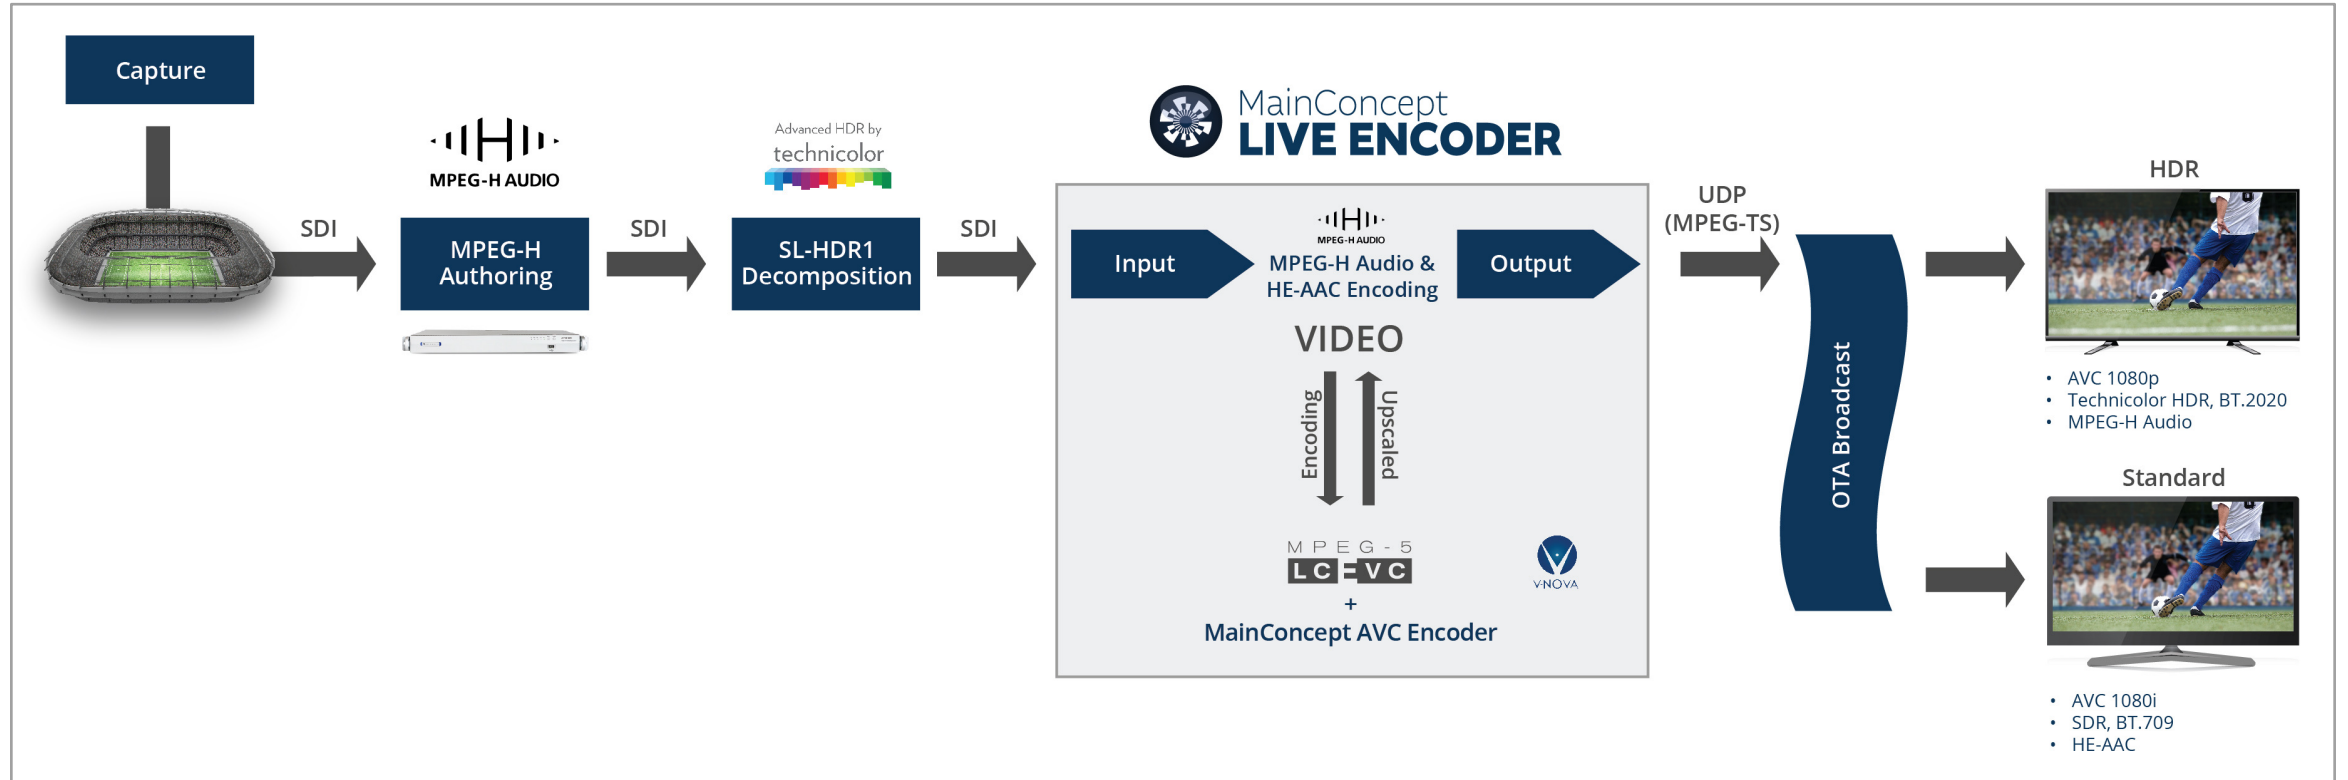 Capture
SDI
MPEG-H AUDIO
MPEG-H
Authoring
SDI
Advanced HDR by
technicolor
SL-HDR1
Decomposition
SDI
MainConcept
LIVE ENCODER
Input
MPEG-H AUDIO
MPEG-H Audio &
HE-AAC Encoding
Output
VIDEO
Encoding
Upscaled
MPEG-5
LCEVC
V-NOVA
+
MainConcept AVC Encoder
UDP
(MPEG-TS)
OTA Broadcast
HDR
• AVC 1080p
• Technicolor HDR, BT.2020
• MPEG-H Audio
Standard
• AVC 1080i
• SDR, BT.709
• HE-AAC